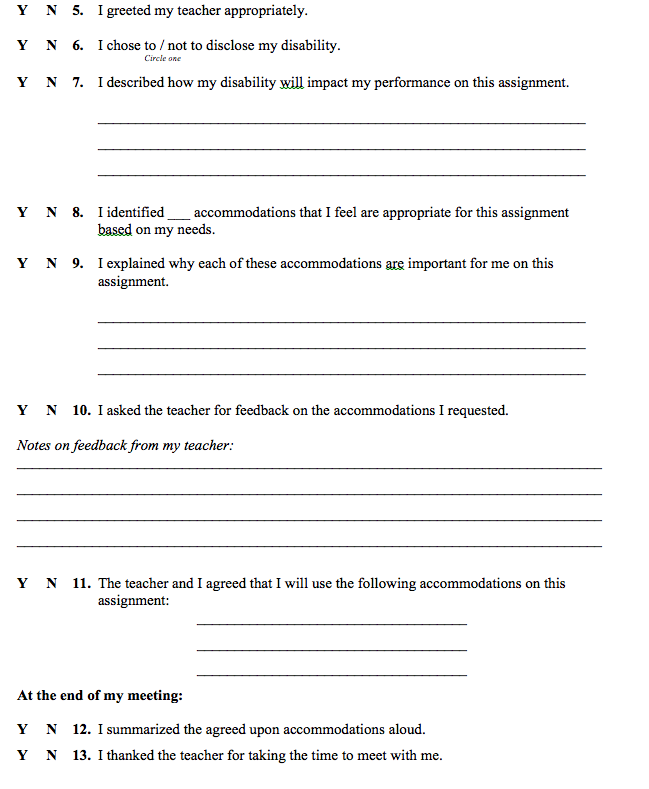 Y N 5. I greeted my teacher appropriately.
Y N 6. I chose to / not to disclose my disability.
Circle one
Y N 7. I described how my disability will impact my performance on this assignment.
Y N 8. I identified ___ accommodations that I feel are appropriate for this assignment
based on my needs.
Y N 9. I explained why each of these accommodations are important for me on this
assignment.
Y N 10. I asked the teacher for feedback on the accommodations I requested.
Notes on feedback from my teacher:
Y N 11. The teacher and I agreed that I will use the following accommodations on this
assignment:
At the end of my meeting:
Y N 12. I summarized the agreed upon accommodations aloud.
Y N 13. I thanked the teacher for taking the time to meet with me.